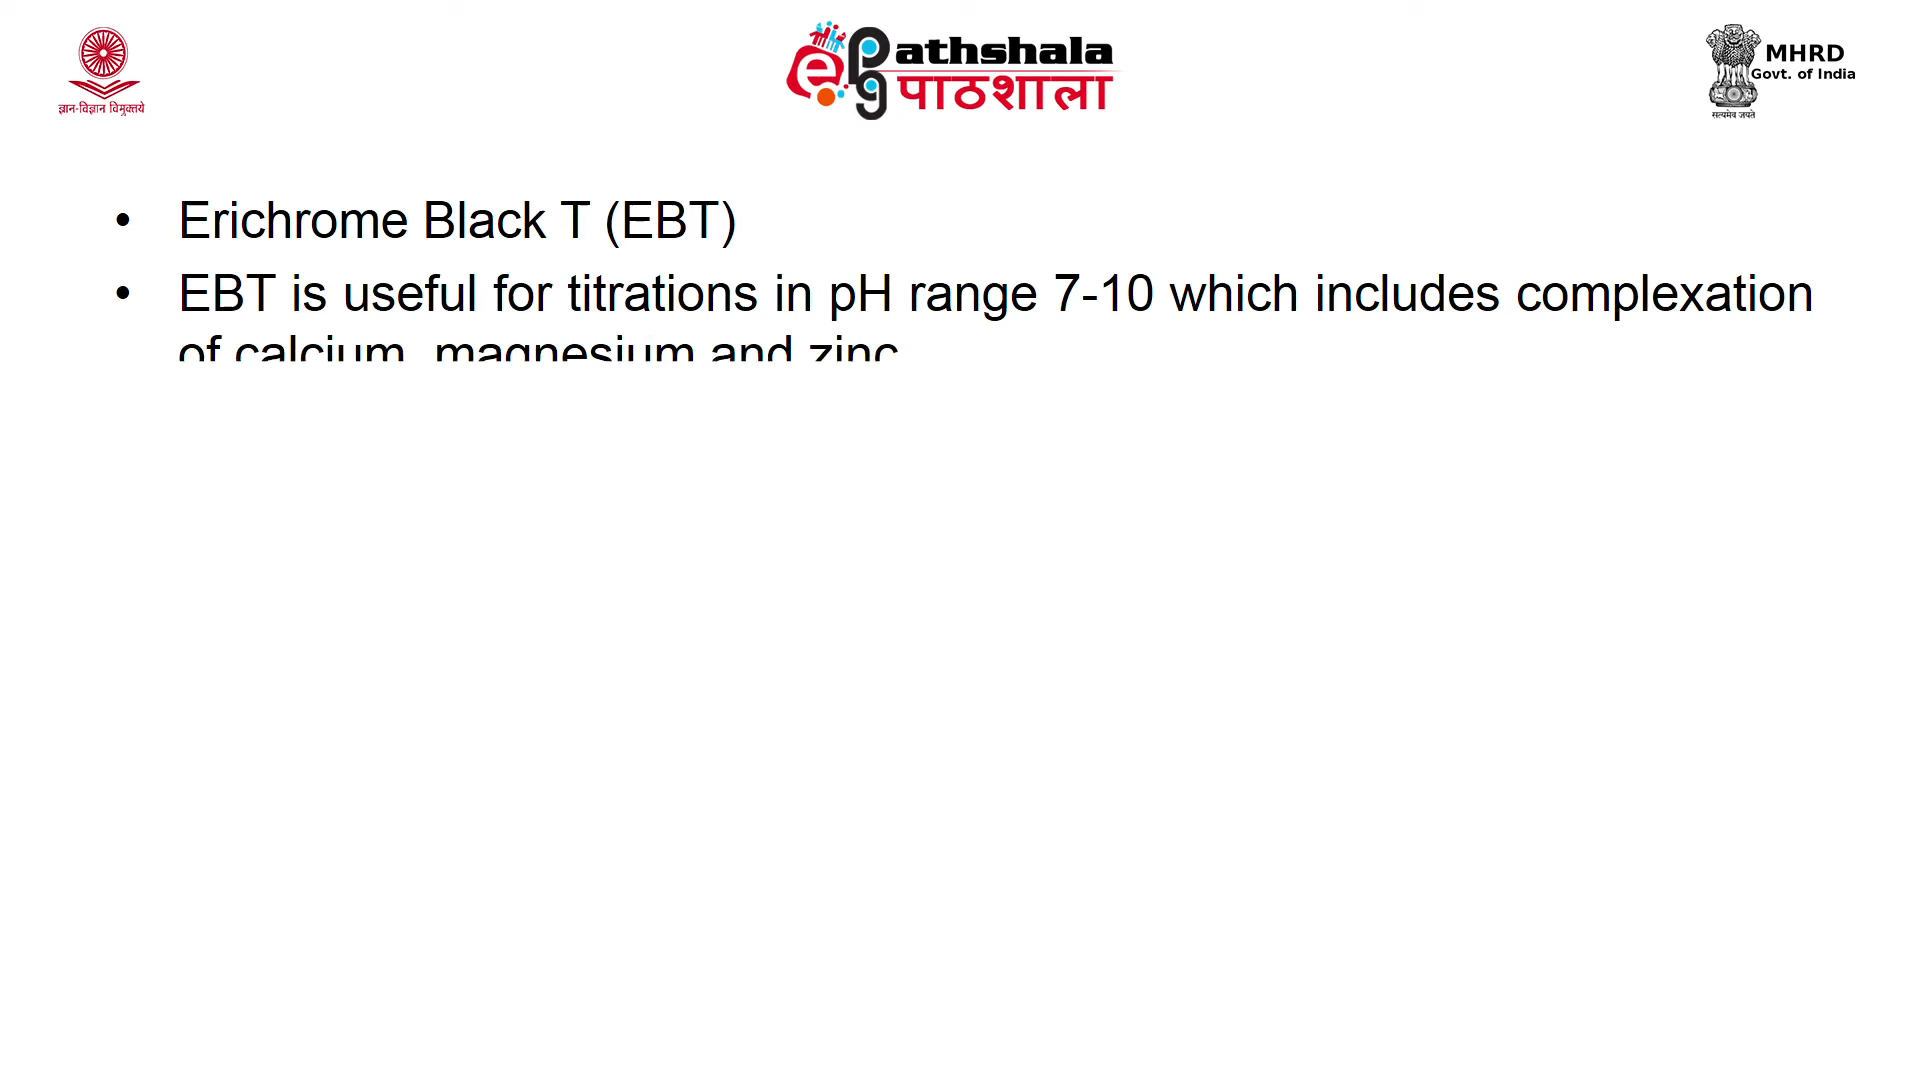 ज्ञान-विज्ञान विमुक्तये
e Pg athshala
पाठशाला
MHRD
Govt. of India
सत्यमेव जयते
• Erichrome Black T (EBT)
• EBT is useful for titrations in pH range 7-10 which includes complexation
of calcium, magnesium and zinc